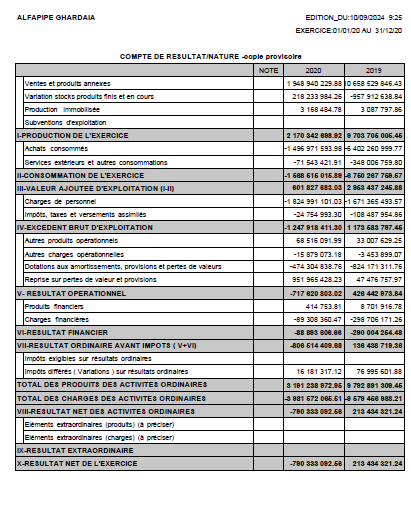 ALFAPIPE GHARDAIA
EDITION_DU:10/09/2024 9:25
EXERCICE:01/01/20 AU 31/12/20
COMPTE DE RESULTAT/NATURE -copie provisoire
NOTE 2020 2019
Ventes et produits annexes 1 948 940 229.88 10 658 529 846.43
Variation stocks produits finis et en cours 218 233 984.26 -957 912 638.84
Production immobilisée 3 168 484.78 3 087 797.86
Subventions d'exploitation
I-PRODUCTION DE L'EXERCICE 2 170 342 698.92 9 703 705 005.45
Achats consommés -1 496 971 593.98 -6 402 260 999.77
Services extérieurs et autres consommations -71 543 421.91 -348 006 759.80
II-CONSOMMATION DE L'EXERCICE -1 568 515 015.89 -6 750 267 759.57
III-VALEUR AJOUTEE D'EXPLOITATION (I-II) 601 827 683.03 2 953 437 245.88
Charges de personnel -1 824 991 101.03 -1 671 365 493.57
Impôts, taxes et versements assimilés -24 754 993.30 -108 487 954.86
IV-EXCEDENT BRUT D'EXPLOITATION -1 247 918 411.30 1 173 583 797.45
Autres produits opérationnels 68 516 091.99 33 007 629.25
Autres charges opérationnelles -15 879 073.18 -3 453 899.07
Dotations aux amortissements, provisions et pertes de valeurs -474 304 838.76 -824 171 311.76
Reprise sur pertes de valeur et provisions 951 965 428.23 47 476 757.97
V- RESULTAT OPERATIONNEL -717 620 803.02 426 442 973.84
Produits financiers 414 753.81 8 701 916.78
Charges financières -89 308 360.47 -298 706 171.26
VI-RESULTAT FINANCIER -88 893 606.66 -290 004 254.48
VII-RESULTAT ORDINAIRE AVANT IMPOTS ( V+VI) -806 514 409.68 136 438 719.36
Impôts exigibles sur résultats ordinaires
Impôts différés ( Variations ) sur résultats ordinaires 16 181 317.12 76 995 601.88
TOTAL DES PRODUITS DES ACTIVITES ORDINAIRES 3 191 238 972.95 9 792 891 309.45
TOTAL DES CHARGES DES ACTIVITES ORDINAIRES -3 981 572 065.51 -9 579 456 988.21
VIII-RESULTAT NET DES ACTIVITES ORDINAIRES -790 333 092.56 213 434 321.24
Eléments extraordinaires (produits) (à préciser)
Eléments extraordinaires (charges) (à préciser)
IX-RESULTAT EXTRAORDINAIRE
X-RESULTAT NET DE L'EXERCICE -790 333 092.56 213 434 321.24